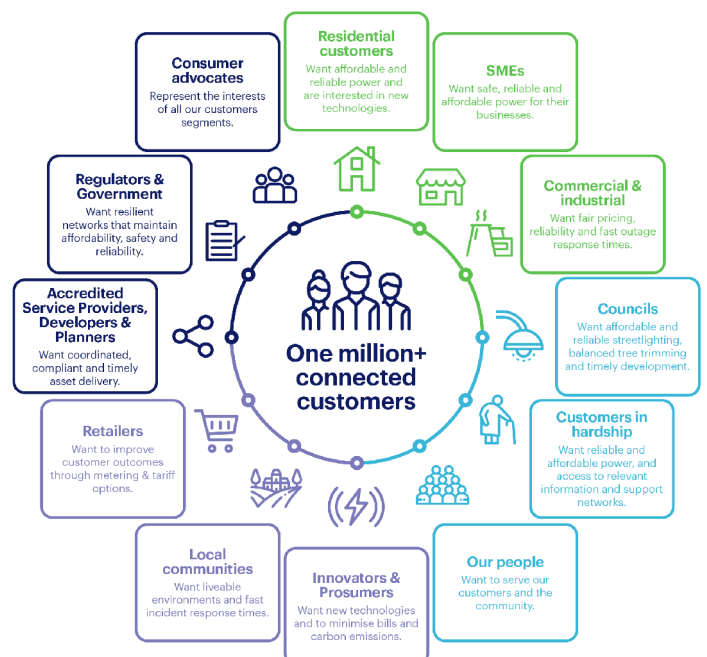 Residential
customers
Want affordable and
reliable power and
are interested in new
technologies.
SMEs
Want safe, reliable and
affordable power for their
businesses.
Commercial &
industrial
Want fair pricing,
reliability and fast outage
response times.
Councils
Want affordable and
reliable streetlighting,
balanced tree trimming
and timely development.
Customers in
hardship
Want reliable and
affordable power, and
access to relevant
information and support
networks.
Our people
Want to serve our
customers and the
community.
Innovators &
Prosumers
Want new technologies
and to minimise bills and
carbon emissions.
Local
communities
Want liveable
environments and fast
incident response times.
Retailers
Want to improve
customer outcomes
through metering & tariff
options.
Accredited
Service Providers,
Developers &
Planners
Want coordinated,
compliant and timely
asset delivery.
Regulators &
Government
Want resilient
networks that maintain
affordability, safety and
reliability.
Consumer
advocates
Represent the interests
of all our customers
segments.
One million+
connected
customers